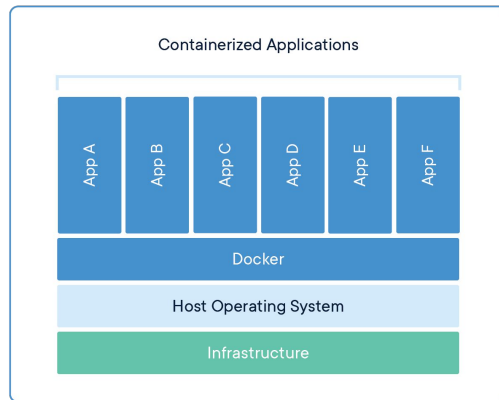 Containerized Applications
App A
App B
App C
App D
App E
App F
Docker
Host Operating System
Infrastructure